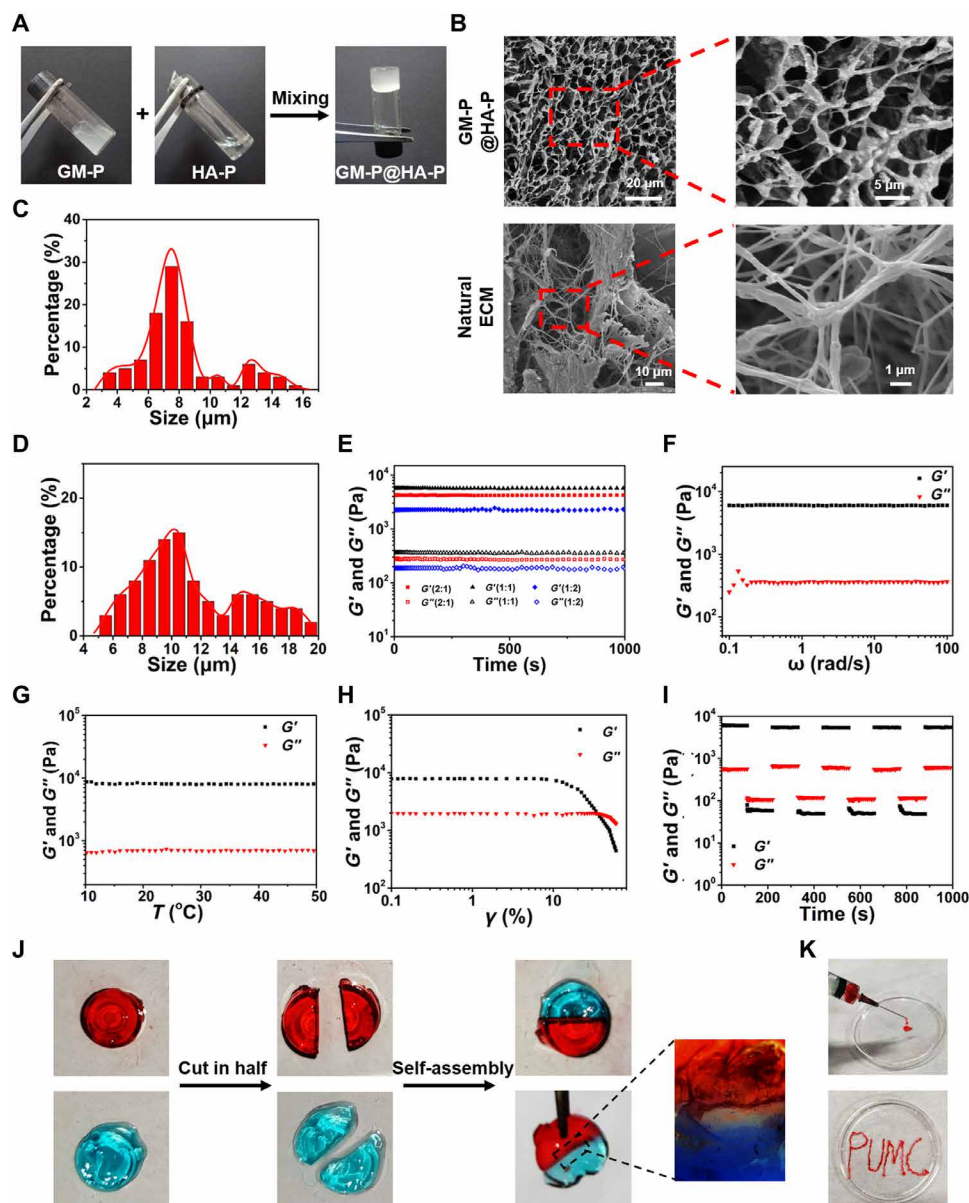 A
GM-P
+
HA-P
Mixing
GM-P@HA-P
B
GM-P
@HA-P
20 μm
5 μm
Natural
ECM
10 μm
1 μm
C
Percentage (%)
40
30
20
10
0
2 4 6 8 10 12 14 16
Size (μm)
D
Percentage (%)
20
10
0
4 6 8 10 12 14 16 18 20
Size (μm)
E
G′ and G″ (Pa)
10⁵
10⁴
10³
10²
10¹
G′(2:1) G′(1:1) G′(1:2)
G″(2:1) G″(1:1) G″(1:2)
0 500 1000
Time (s)
F
G′ and G″ (Pa)
10⁴
10³
10²
G′
G″
0.1 1 10 100
ω (rad/s)
G
G′ and G″ (Pa)
10⁵
10⁴
10³
G′
G″
10 20 30 40 50
T (°C)
H
G′ and G″ (Pa)
10⁵
10⁴
10³
10²
G′
G″
0.1 1 10
γ (%)
I
G′ and G″ (Pa)
10⁴
10³
10²
10¹
10⁰
G′
G″
0 200 400 600 800 1000
Time (s)
J
Cut in half
Self-assembly
K
PUMC